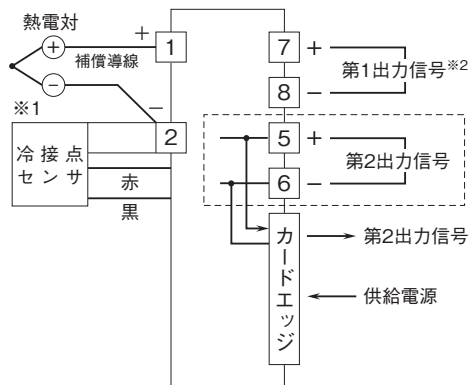 熱電対
+
補償導線
+
1
−
−
※1
2
冷接点
センサ
赤
黒
7
+
第1出力信号※2
8
−
5
+
第2出力信号
6
−
カードエッジ
第2出力信号
供給電源